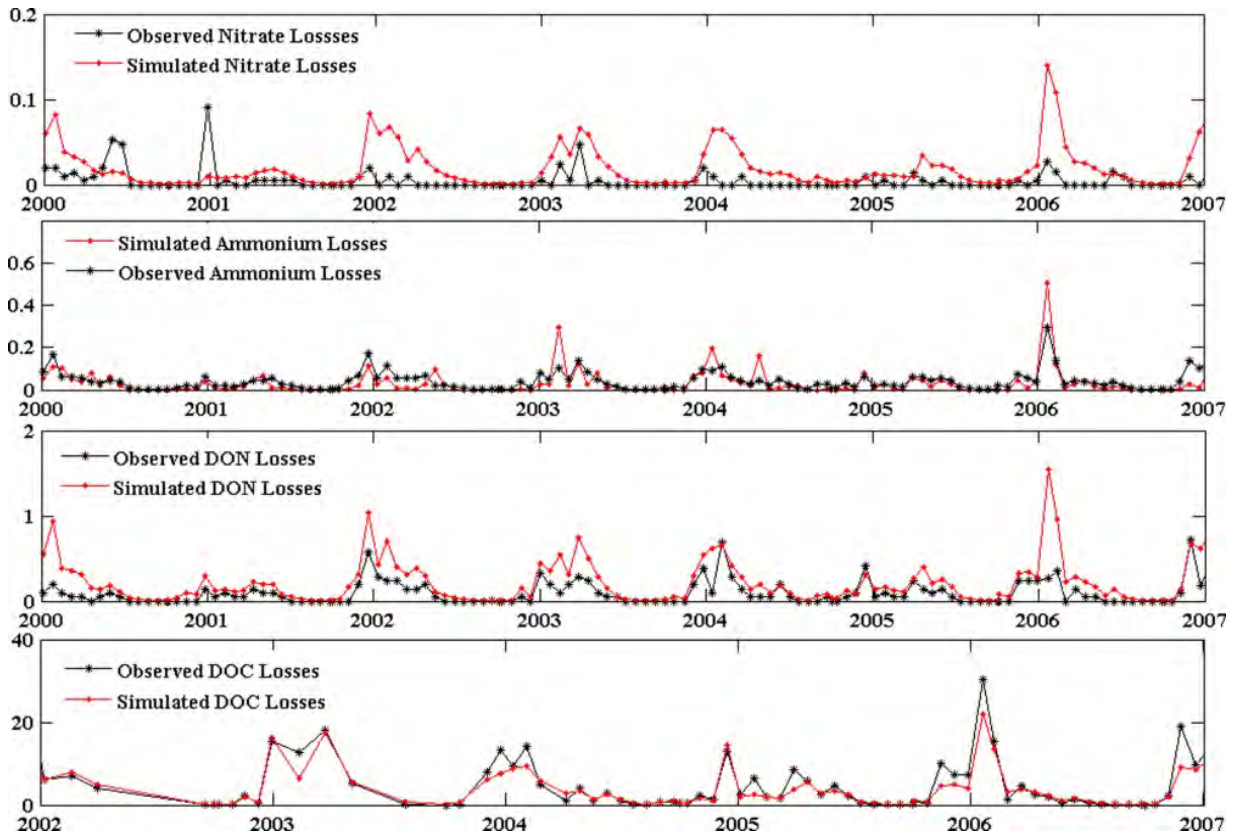 0.2
Observed Nitrate Lossses
Simulated Nitrate Losses
0.1
0
2000 2001 2002 2003 2004 2005 2006 2007
Simulated Ammonium Losses
0.6
Observed Ammonium Losses
0.4
0.2
0
2000 2001 2002 2003 2004 2005 2006 2007
2
Observed DON Losses
Simulated DON Losses
1
0
2000 2001 2002 2003 2004 2005 2006 2007
40
Observed DOC Losses
Simulated DOC Losses
20
0
2002 2003 2004 2005 2006 2007